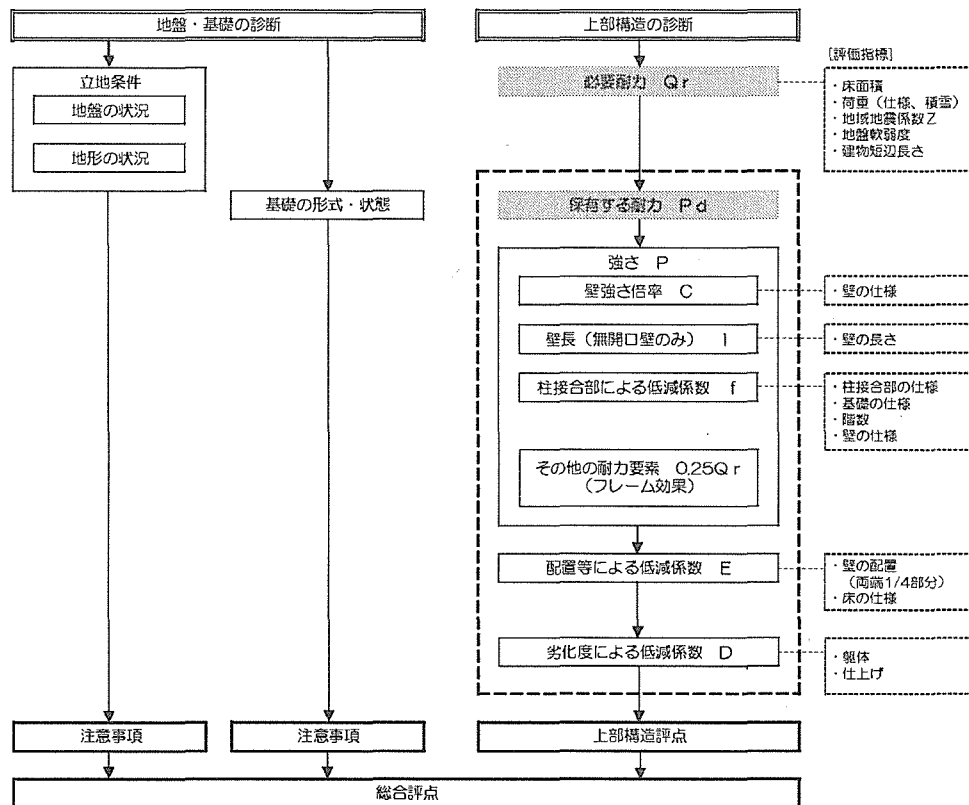 地盤・基礎の診断
立地条件
地盤の状況
地形の状況
基礎の形式・状態
上部構造の診断
必要耐力 Qr
保有する耐力 Pd
強さ P
壁強さ倍率 C
壁長（無開口壁のみ） l
柱接合部による低減係数 f
その他の耐力要素 0.25Qr
（フレーム効果）
配置等による低減係数 E
劣化度による低減係数 D
[評価指標]
・床面積
・荷重（仕様、積雪）
・地域地震係数Z
・地盤軟弱度
・建物短辺長さ
・壁の仕様
・壁の長さ
・柱接合部の仕様
・基礎の仕様
・階数
・壁の仕様
・壁の配置
（両端1/4部分）
・床の仕様
・躯体
・仕上げ
注意事項
注意事項
上部構造評点
総合評点